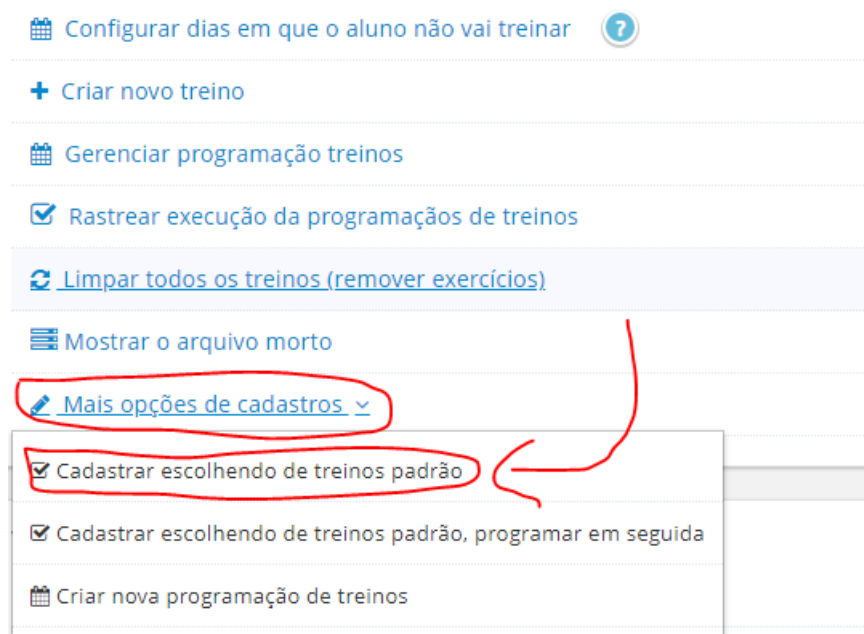 Configurar dias em que o aluno não vai treinar ?
Criar novo treino
Gerenciar programação treinos
Rastrear execução da programaçãos de treinos
Limpar todos os treinos (remover exercícios)
Mostrar o arquivo morto
Mais opções de cadastros
Cadastrar escolhendo de treinos padrão
Cadastrar escolhendo de treinos padrão, programar em seguida
Criar nova programação de treinos